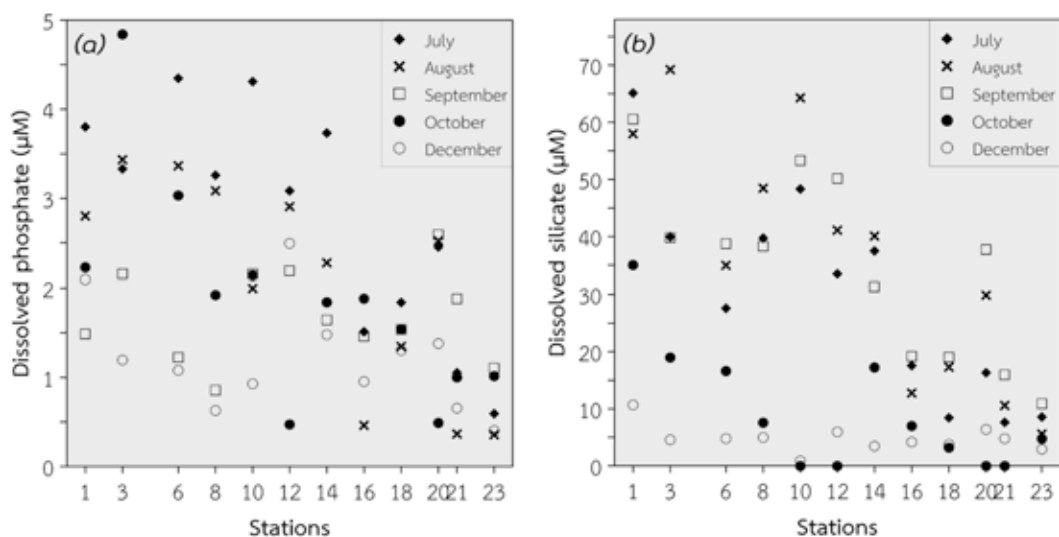 (a)
July
August
September
October
December
5
4
3
2
1
0
Dissolved phosphate (µM)
1 3 6 8 10 12 14 16 18 20 21 23
Stations
(b)
July
August
September
October
December
70
60
50
40
30
20
10
0
Dissolved silicate (µM)
1 3 6 8 10 12 14 16 18 20 21 23
Stations